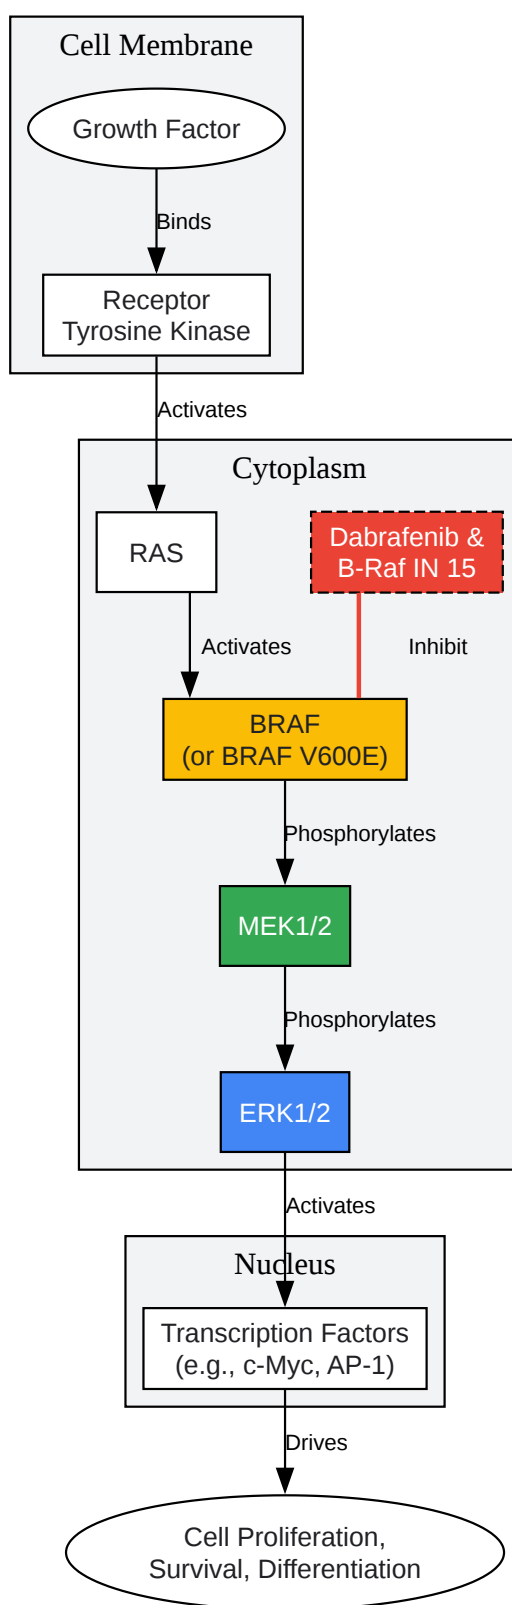 Cell Membrane
Growth Factor
Binds
Receptor
Tyrosine Kinase
Activates
Cytoplasm
RAS
Dabrafenib &
B-Raf IN 15
Activates
Inhibit
BRAF
(or BRAF V600E)
Phosphorylates
MEK1/2
Phosphorylates
ERK1/2
Activates
Nucleus
Transcription Factors
(e.g., c-Myc, AP-1)
Drives
Cell Proliferation,
Survival, Differentiation